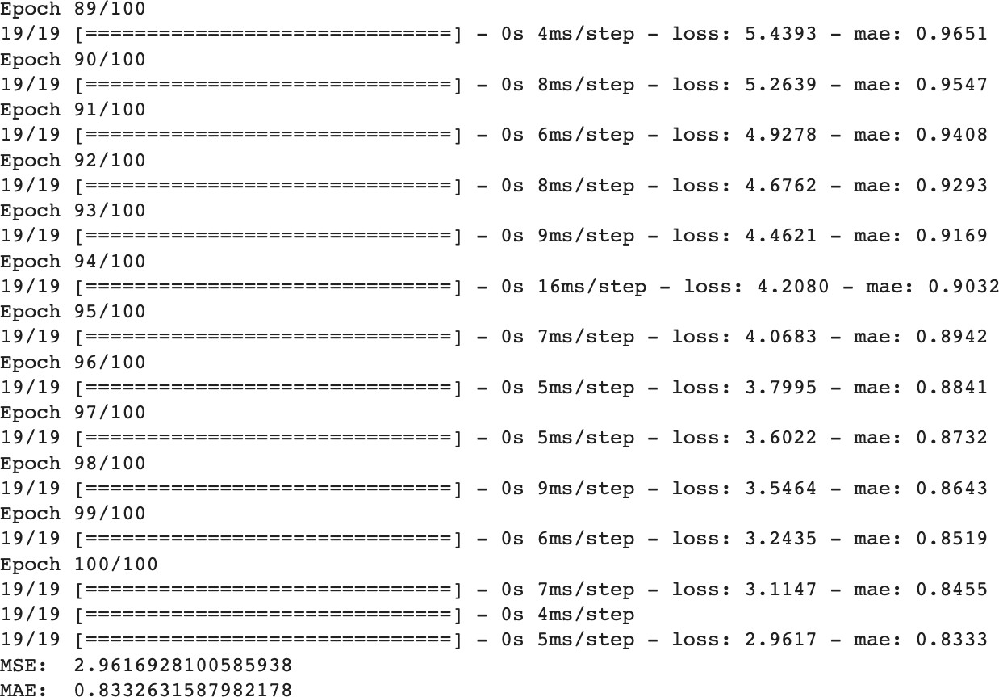 Epoch 89/100
19/19 [==============================] - 0s 4ms/step - loss: 5.4393 - mae: 0.9651
Epoch 90/100
19/19 [==============================] - 0s 8ms/step - loss: 5.2639 - mae: 0.9547
Epoch 91/100
19/19 [==============================] - 0s 6ms/step - loss: 4.9278 - mae: 0.9408
Epoch 92/100
19/19 [==============================] - 0s 8ms/step - loss: 4.6762 - mae: 0.9293
Epoch 93/100
19/19 [==============================] - 0s 9ms/step - loss: 4.4621 - mae: 0.9169
Epoch 94/100
19/19 [==============================] - 0s 16ms/step - loss: 4.2080 - mae: 0.9032
Epoch 95/100
19/19 [==============================] - 0s 7ms/step - loss: 4.0683 - mae: 0.8942
Epoch 96/100
19/19 [==============================] - 0s 5ms/step - loss: 3.7995 - mae: 0.8841
Epoch 97/100
19/19 [==============================] - 0s 5ms/step - loss: 3.6022 - mae: 0.8732
Epoch 98/100
19/19 [==============================] - 0s 9ms/step - loss: 3.5464 - mae: 0.8643
Epoch 99/100
19/19 [==============================] - 0s 6ms/step - loss: 3.2435 - mae: 0.8519
Epoch 100/100
19/19 [==============================] - 0s 7ms/step - loss: 3.1147 - mae: 0.8455
19/19 [==============================] - 0s 4ms/step
19/19 [==============================] - 0s 5ms/step - loss: 2.9617 - mae: 0.8333
MSE:  2.9616928100585938
MAE:  0.8332631587982178